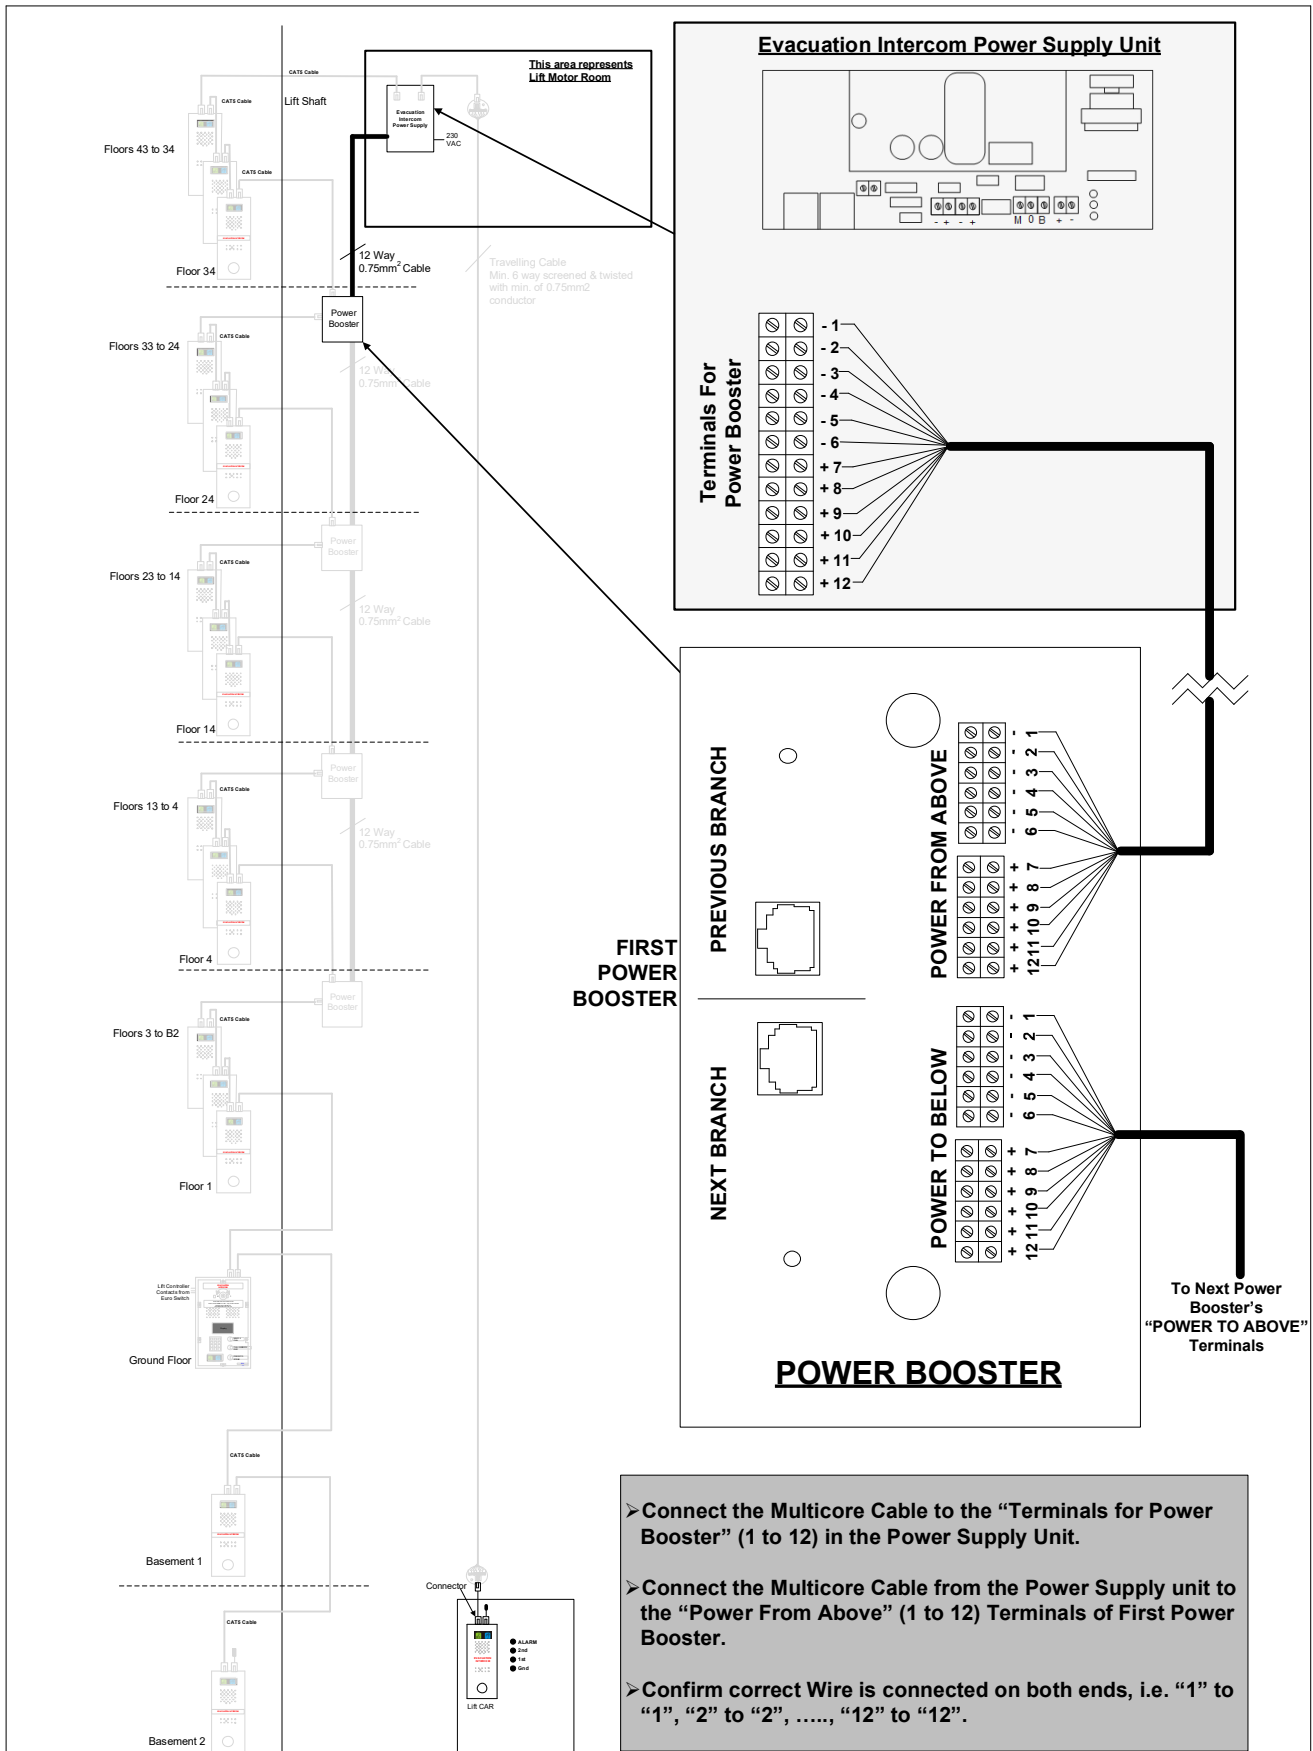 Evacuation Intercom Power Supply Unit
This area represents
Lift Motor Room
CAT5 Cable
CAT5 Cable
Lift Shaft
Evacuation
Intercom
Power Supply
230
VAC
Floors 43 to 34
CAT5 Cable
- + - +
M 0 B
+ -
12 Way
0.75mm² Cable
Floor 34
Travelling Cable
Min. 6 way screened & twisted
with min. of 0.75mm2
conductor
Power
Booster
CAT5 Cable
Floors 33 to 24
12 Way
0.75mm² Cable
Floor 24
Terminals For
Power Booster
- 1
- 2
- 3
- 4
- 5
- 6
+ 7
+ 8
+ 9
+ 10
+ 11
+ 12
Power
Booster
CAT5 Cable
Floors 23 to 14
12 Way
0.75mm² Cable
Floor 14
Power
Booster
CAT5 Cable
Floors 13 to 4
12 Way
0.75mm² Cable
Floor 4
Power
Booster
CAT5 Cable
Floors 3 to B2
Floor 1
FIRST
POWER
BOOSTER
PREVIOUS BRANCH
POWER FROM ABOVE
- 1
- 2
- 3
- 4
- 5
- 6
+ 7
+ 8
+ 9
+ 10
+ 11
+ 12
NEXT BRANCH
POWER TO BELOW
- 1
- 2
- 3
- 4
- 5
- 6
+ 7
+ 8
+ 9
+ 10
+ 11
+ 12
To Next Power
Booster's
“POWER TO ABOVE”
Terminals
POWER BOOSTER
Lift Controller
Contacts from
Euro Switch
Ground Floor
CAT5 Cable
Basement 1
CAT5 Cable
Basement 2
Connector
ALARM
2nd
1st
Gnd
Lift CAR
➢Connect the Multicore Cable to the “Terminals for Power
Booster” (1 to 12) in the Power Supply Unit.
➢Connect the Multicore Cable from the Power Supply unit to
the “Power From Above” (1 to 12) Terminals of First Power
Booster.
➢Confirm correct Wire is connected on both ends, i.e. “1” to
“1”, “2” to “2”, ....., “12” to “12”.